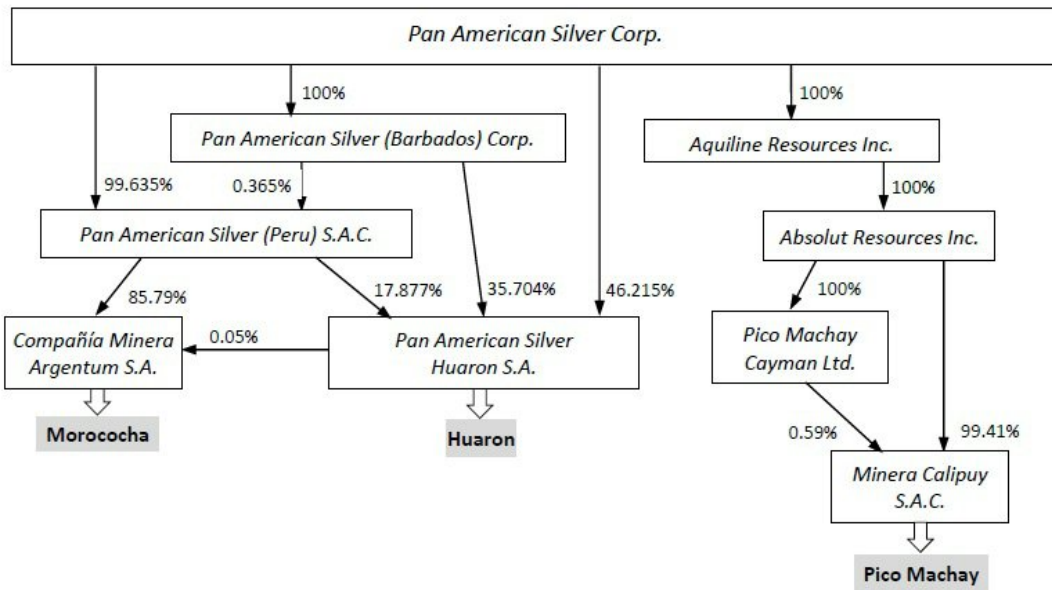 Pan American Silver Corp.
100%
100%
Pan American Silver (Barbados) Corp.
Aquiline Resources Inc.
99.635%
0.365%
100%
Pan American Silver (Peru) S.A.C.
Absolut Resources Inc.
85.79%
17.877%
35.704%
46.215%
100%
Compañía Minera
Argentum S.A.
0.05%
Pan American Silver
Huaron S.A.
Pico Machay
Cayman Ltd.
Morococha
Huaron
0.59%
99.41%
Minera Calipuy
S.A.C.
Pico Machay